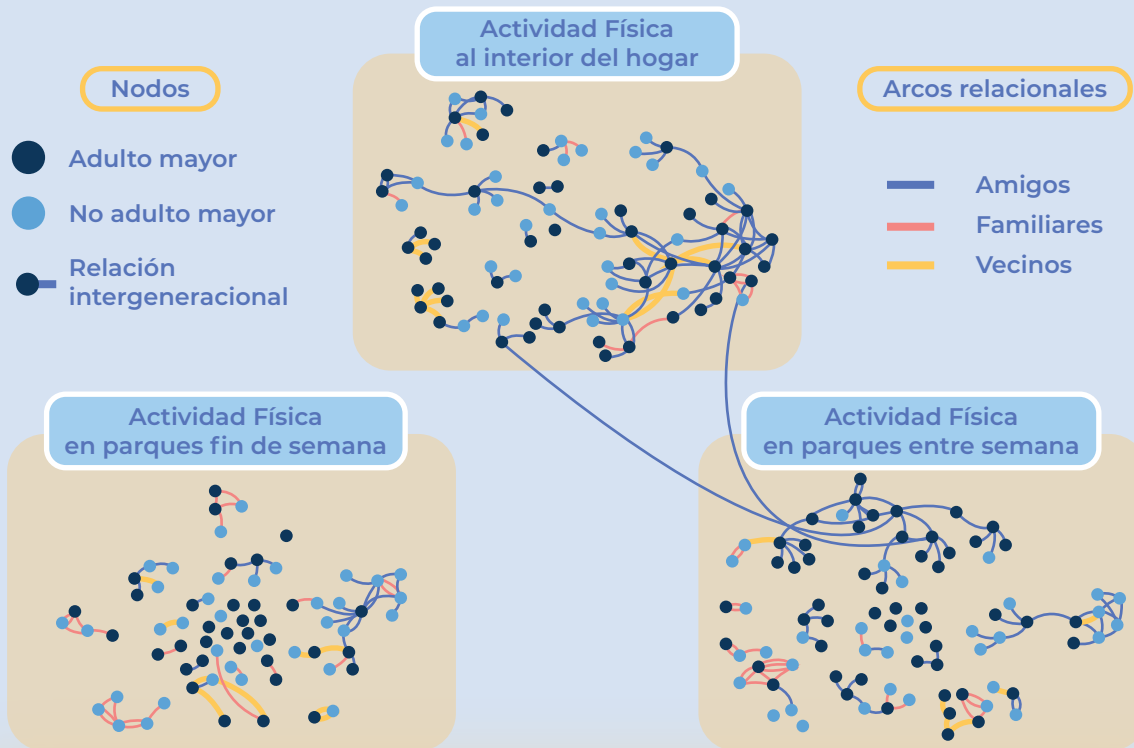 Actividad Física
al interior del hogar
Nodos
Adulto mayor
No adulto mayor
Relación
intergeneracional
Arcos relacionales
Amigos
Familiares
Vecinos
Actividad Física
en parques fin de semana
Actividad Física
en parques entre semana